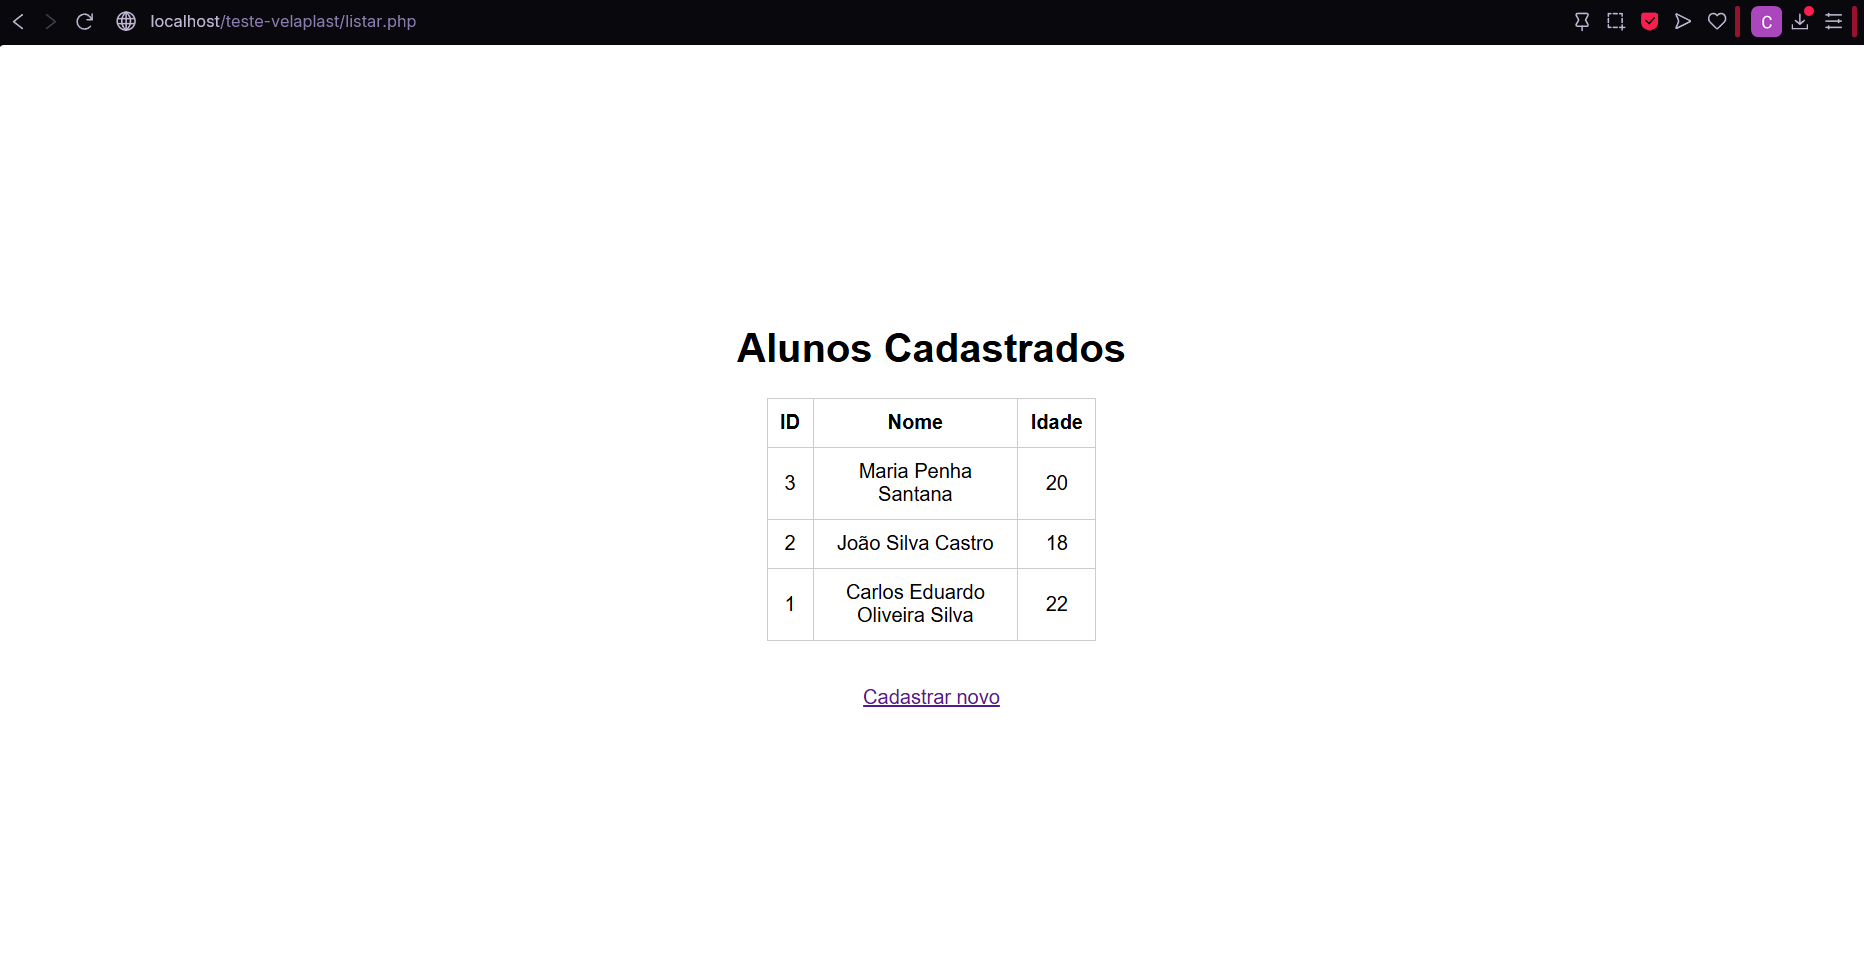 localhost/teste-velaplast/listar.php
C
Alunos Cadastrados
ID Nome Idade
3 Maria Penha Santana 20
2 João Silva Castro 18
1 Carlos Eduardo Oliveira Silva 22
Cadastrar novo